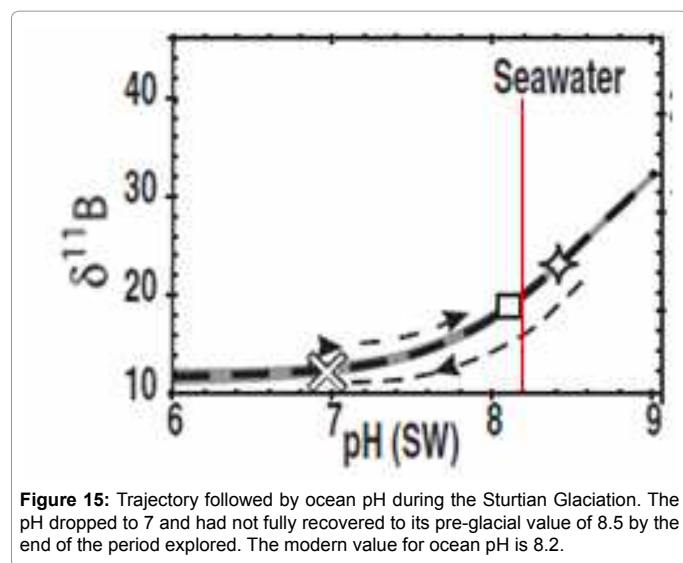 Seawater
40
30
20
10
δ¹¹B
6 7 8 9
pH (SW)
Figure 15: Trajectory followed by ocean pH during the Sturtian Glaciation. The
pH dropped to 7 and had not fully recovered to its pre-glacial value of 8.5 by the
end of the period explored. The modern value for ocean pH is 8.2.